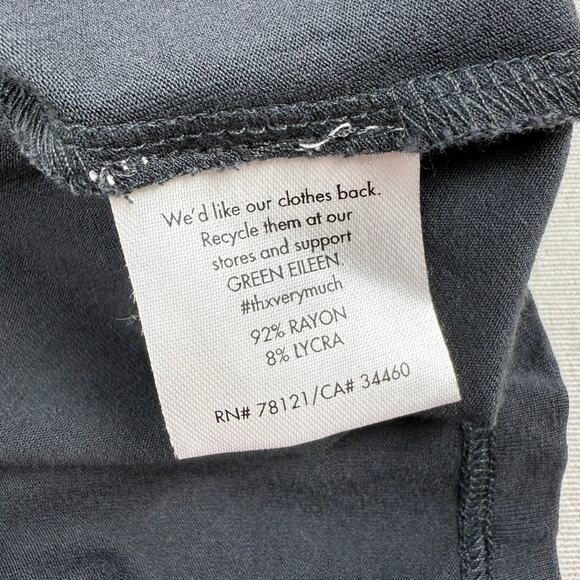 We'd like our clothes back.
Recycle them at our
stores and support
GREEN EILEEN.
#thxverymuch
92% RAYON
8% LYCRA
RN# 78121/CA# 34460